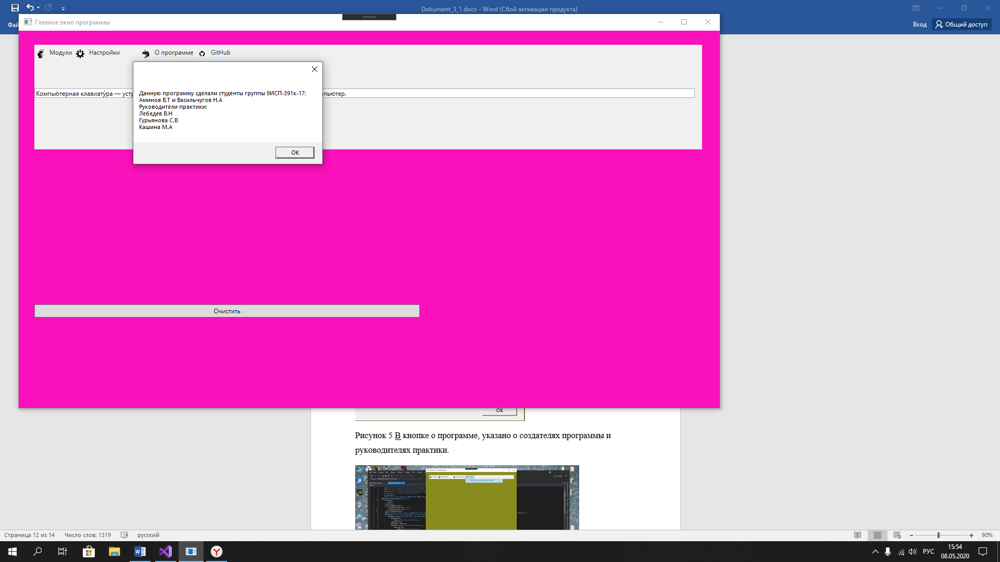 Dokument_3_1.docx - Word (Сбой активации продукта)
Фай
Вход
Общий доступ
Главное окно программы
Модули
Настройки
О программе
GitHub
Данную программу сделали студенты группы 9ИСП-391к-17:
Аминов В.Т и Васильчугов Н.А
Руководители практики:
Лебедев В.Н
Гурьянова С.В
Кашина М.А
OK
Компью́терная клавиату́ра — устр
пьютер.
Очистить
OK
Рисунок 5 В кнопке о программе, указано о создателях программы и
руководителях практики.
Страница 12 из 14
Число слов: 1319
русский
90%
РУС
15:54
08.05.2020